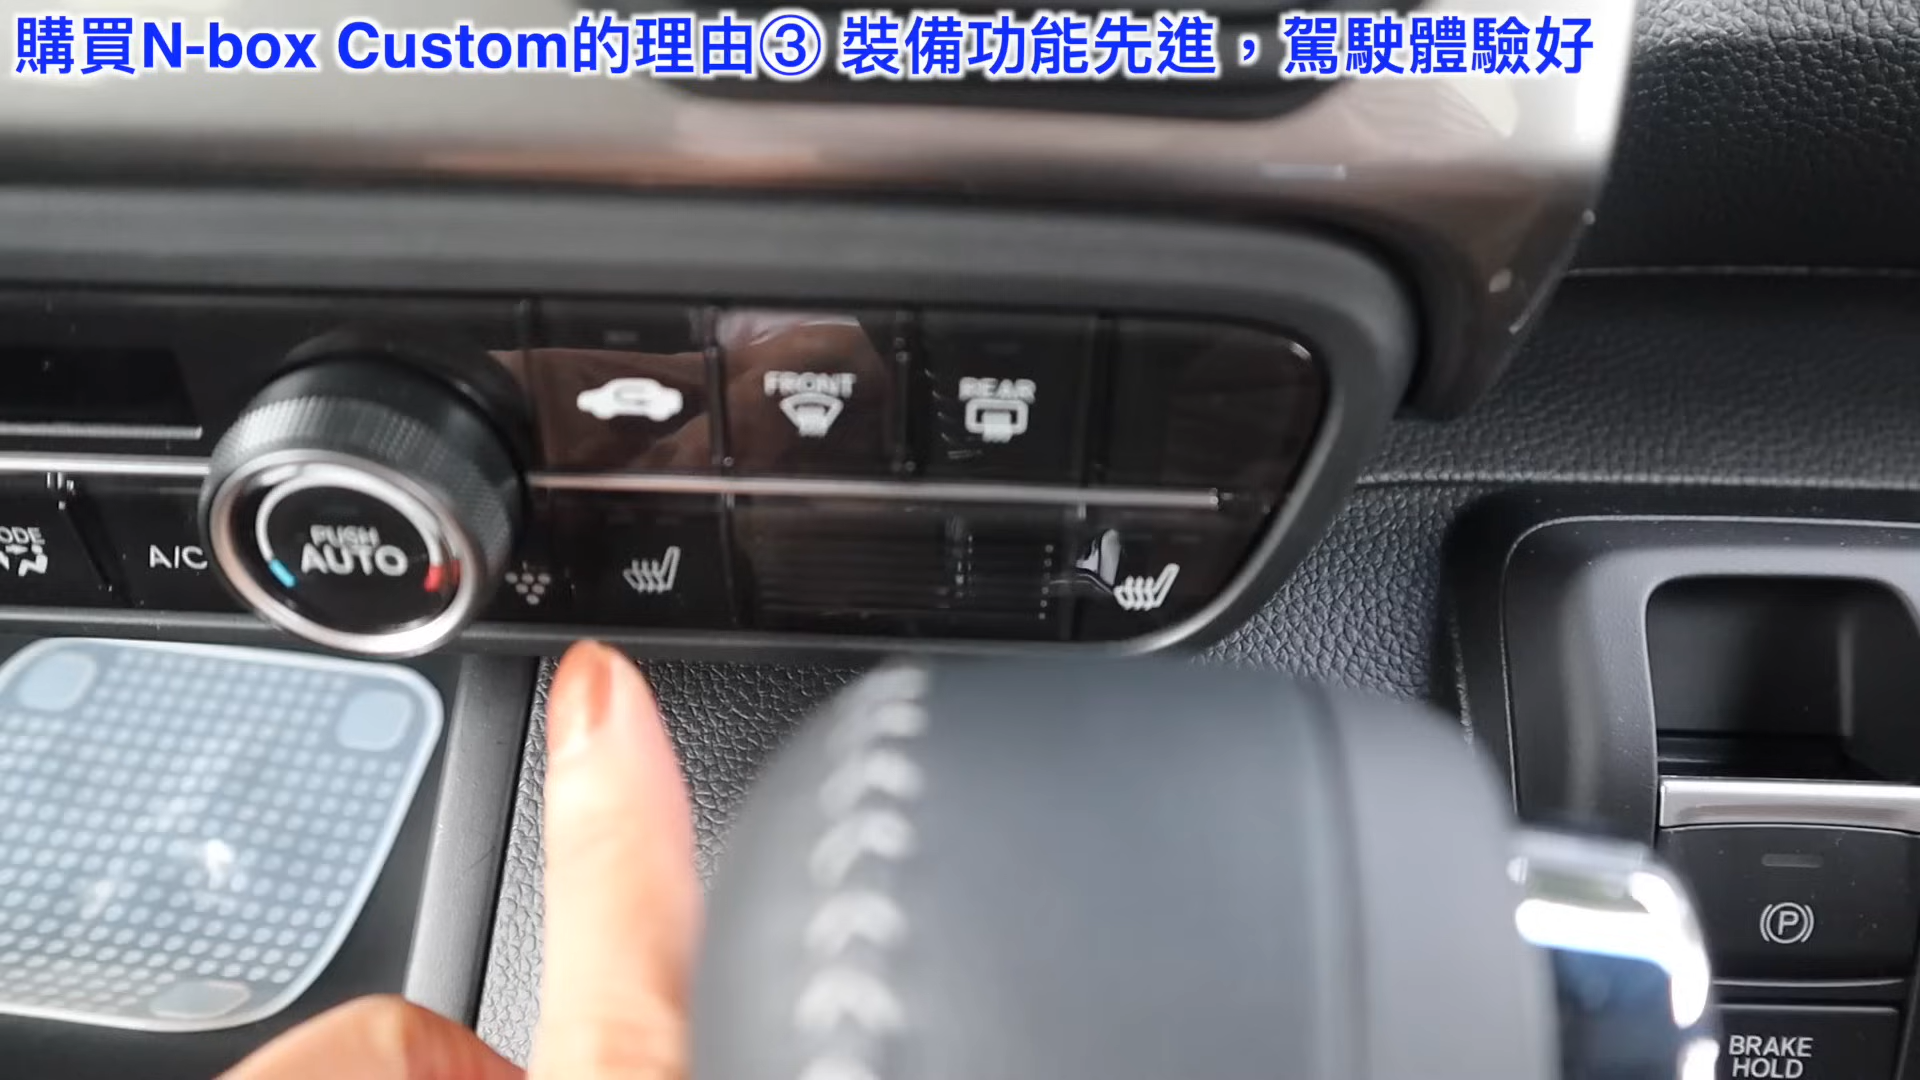 購買N-box Custom的理由③ 裝備功能先進，駕駛體驗好
FRONT
REAR
PUSH
AUTO
A/C
P
BRAKE
HOLD